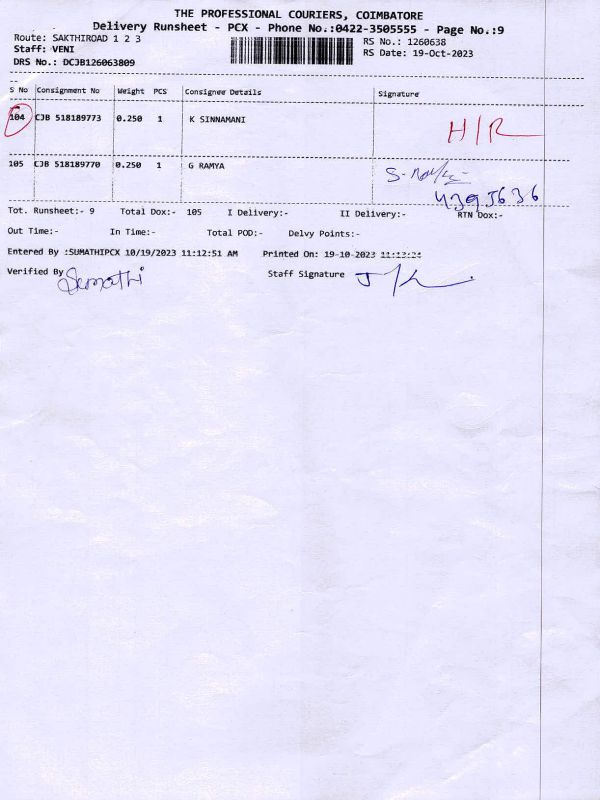 THE PROFESSIONAL COURIERS, COIMBATORE
Delivery Runsheet - PCX - Phone No.:0422-3505555 - Page No.:9
Route: SAKTHIROAD 1 2 3
RS No.: 1260638
Staff: VENI
RS Date: 19-Oct-2023
DRS No.: DCJB126063809
S No Consignment No Weight PCS Consignee Details Signature
104 CJB 518189773 0.250 1 K SINNAMANI H/R
105 CJB 518189770 0.250 1 G RAMYA S-Ramya
Tot. Runsheet:- 9 Total Dox:- 105 I Delivery:- II Delivery:- RTN Dox:-
Out Time:- In Time:- Total POD:- Delvy Points:-
Entered By :SUMATHIPCX 10/19/2023 11:12:51 AM Printed On: 19-10-2023
Verified By Sumathi Staff Signature